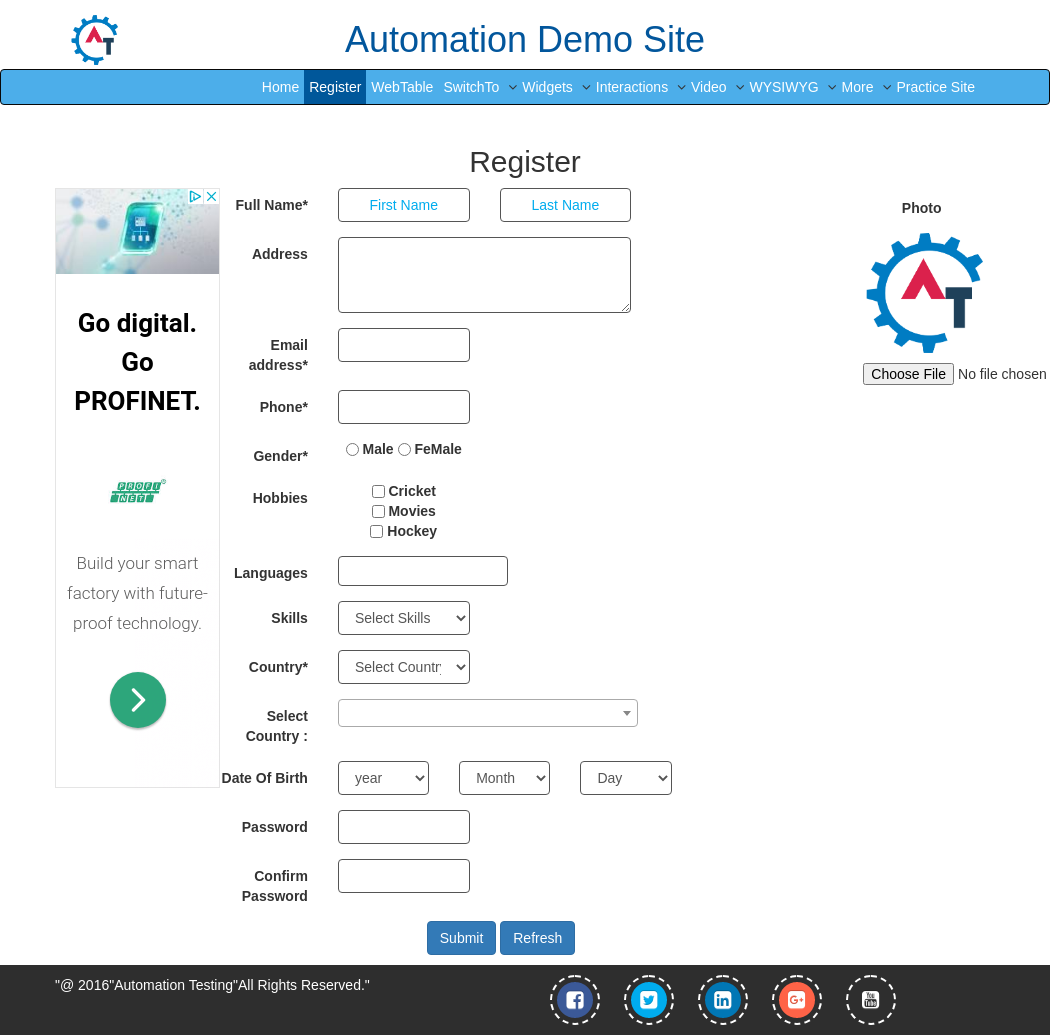 Automation Demo Site
Home Register WebTable SwitchTo Widgets Interactions Video WYSIWYG More Practice Site
Register
Go digital.
Go
PROFINET.
PROFI
NET
Build your smart
factory with future-
proof technology.
Full Name* First Name Last Name
Address
Email
address*
Phone*
Gender* Male FeMale
Hobbies Cricket
Movies
Hockey
Languages
Skills Select Skills
Country* Select Country
Select
Country :
Date Of Birth year Month Day
Password
Confirm
Password
Submit Refresh
Photo
AT
Choose File No file chosen
"@ 2016"Automation Testing"All Rights Reserved."
You
Tube